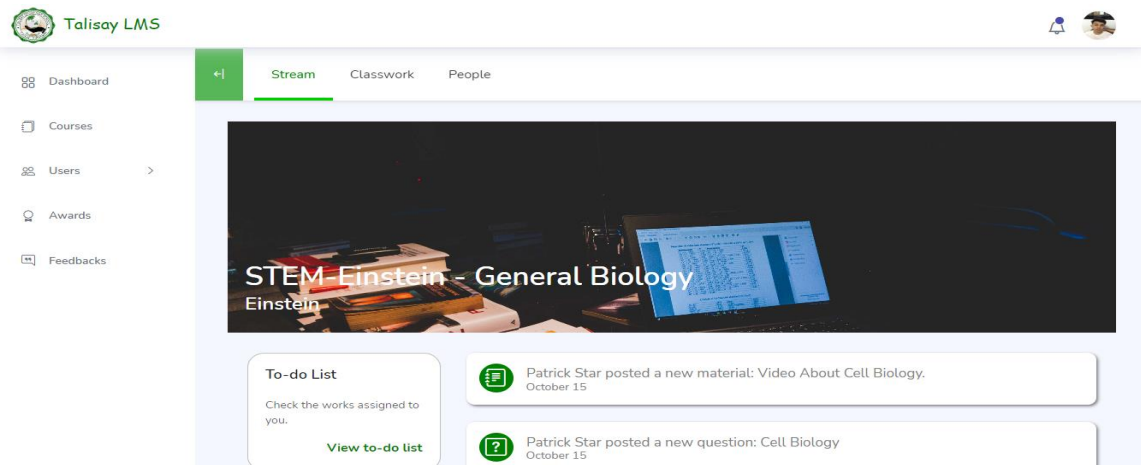 Talisay LMS
Dashboard
Courses
Users
Awards
Feedbacks
Stream Classwork People
STEM-Einstein - General Biology
Einstein
To-do List
Check the works assigned to
you.
View to-do list
Patrick Star posted a new material: Video About Cell Biology.
October 15
Patrick Star posted a new question: Cell Biology
October 15